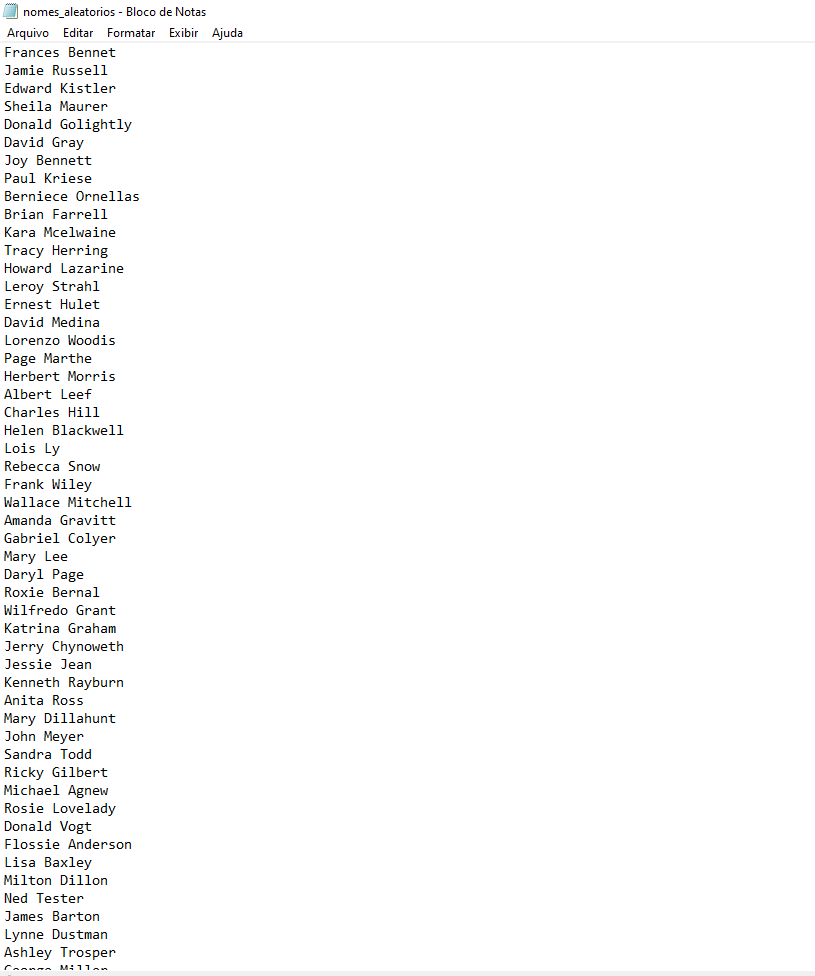 nomes_aleatorios - Bloco de Notas
Arquivo Editar Formatar Exibir Ajuda
Frances Bennet
Jamie Russell
Edward Kistler
Sheila Maurer
Donald Golightly
David Gray
Joy Bennett
Paul Kriese
Berniece Ornellas
Brian Farrell
Kara Mcelwaine
Tracy Herring
Howard Lazarine
Leroy Strahl
Ernest Hulet
David Medina
Lorenzo Woodis
Page Marthe
Herbert Morris
Albert Leef
Charles Hill
Helen Blackwell
Lois Ly
Rebecca Snow
Frank Wiley
Wallace Mitchell
Amanda Gravitt
Gabriel Colyer
Mary Lee
Daryl Page
Roxie Bernal
Wilfredo Grant
Katrina Graham
Jerry Chynoweth
Jessie Jean
Kenneth Rayburn
Anita Ross
Mary Dillahunt
John Meyer
Sandra Todd
Ricky Gilbert
Michael Agnew
Rosie Lovelady
Donald Vogt
Flossie Anderson
Lisa Baxley
Milton Dillon
Ned Tester
James Barton
Lynne Dustman
Ashley Trosper
George Miller